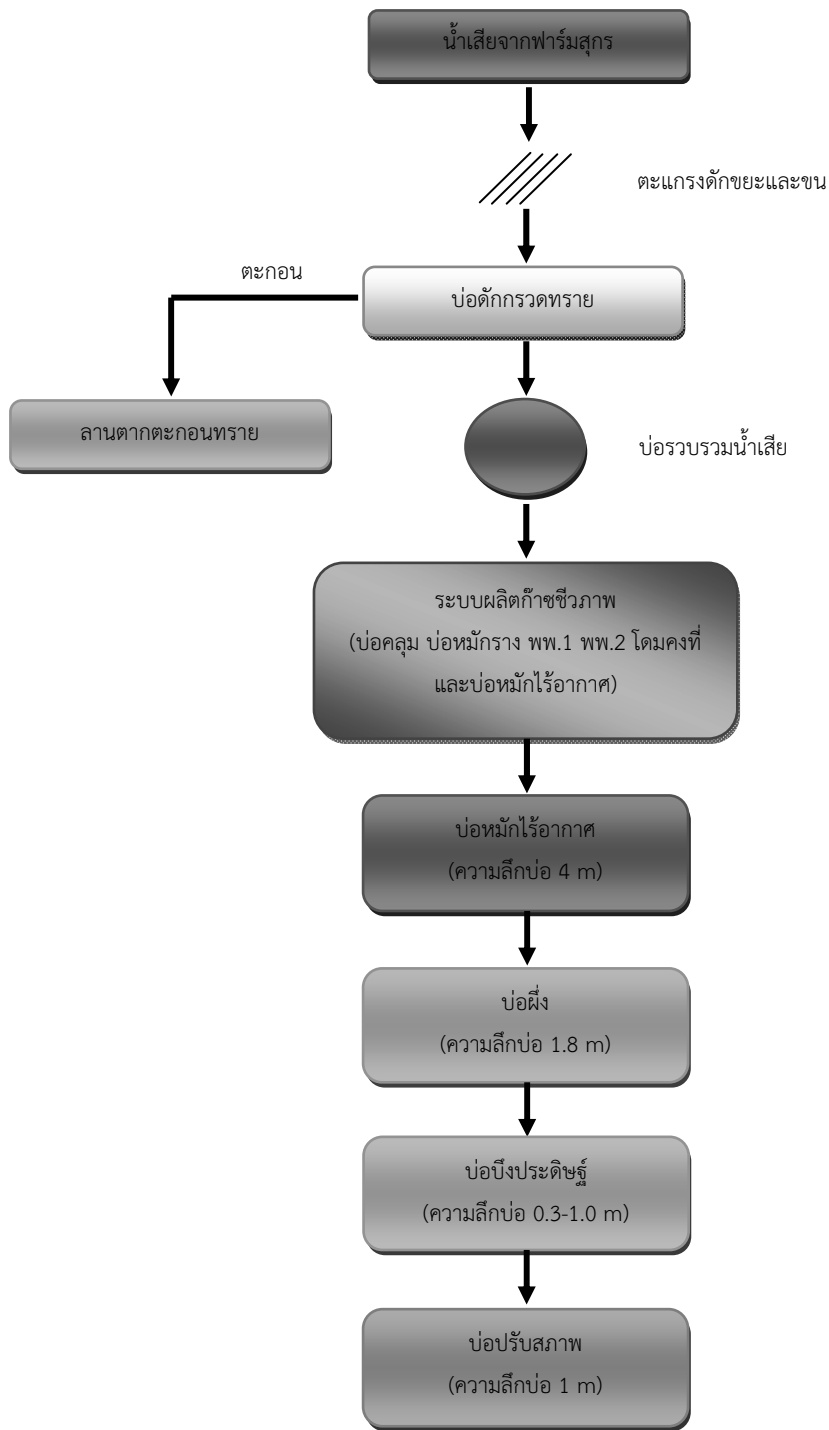 น้ำเสียจากฟาร์มสุกร
ตะแกรงดักขยะและขน
ตะกอน
บ่อดักกรวดทราย
ลานตากตะกอนทราย
บ่อรวบรวมน้ำเสีย
ระบบผลิตก๊าซชีวภาพ
(บ่อคลุม บ่อหมักราง พพ.1 พพ.2 โดมคงที่
และบ่อหมักไร้อากาศ)
บ่อหมักไร้อากาศ
(ความลึกบ่อ 4 m)
บ่อผึ่ง
(ความลึกบ่อ 1.8 m)
บ่อบึงประดิษฐ์
(ความลึกบ่อ 0.3-1.0 m)
บ่อปรับสภาพ
(ความลึกบ่อ 1 m)